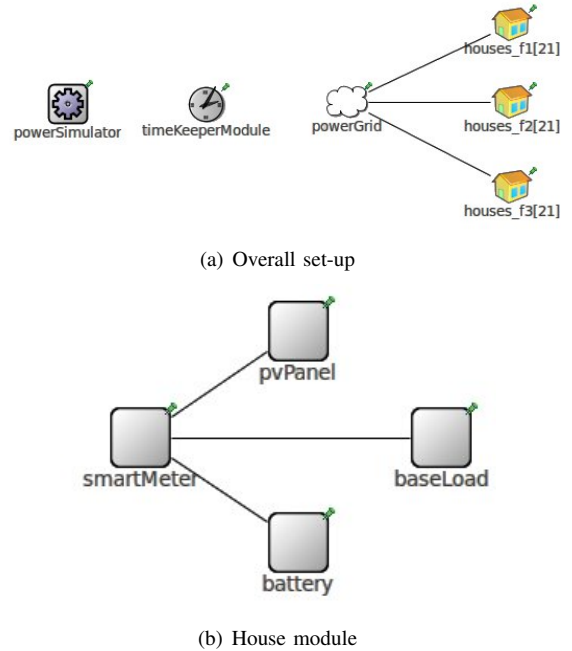 houses_f1[21]
powerSimulator timeKeeperModule powerGrid houses_f2[21]
houses_f3[21]
(a) Overall set-up
pvPanel
smartMeter baseLoad
battery
(b) House module